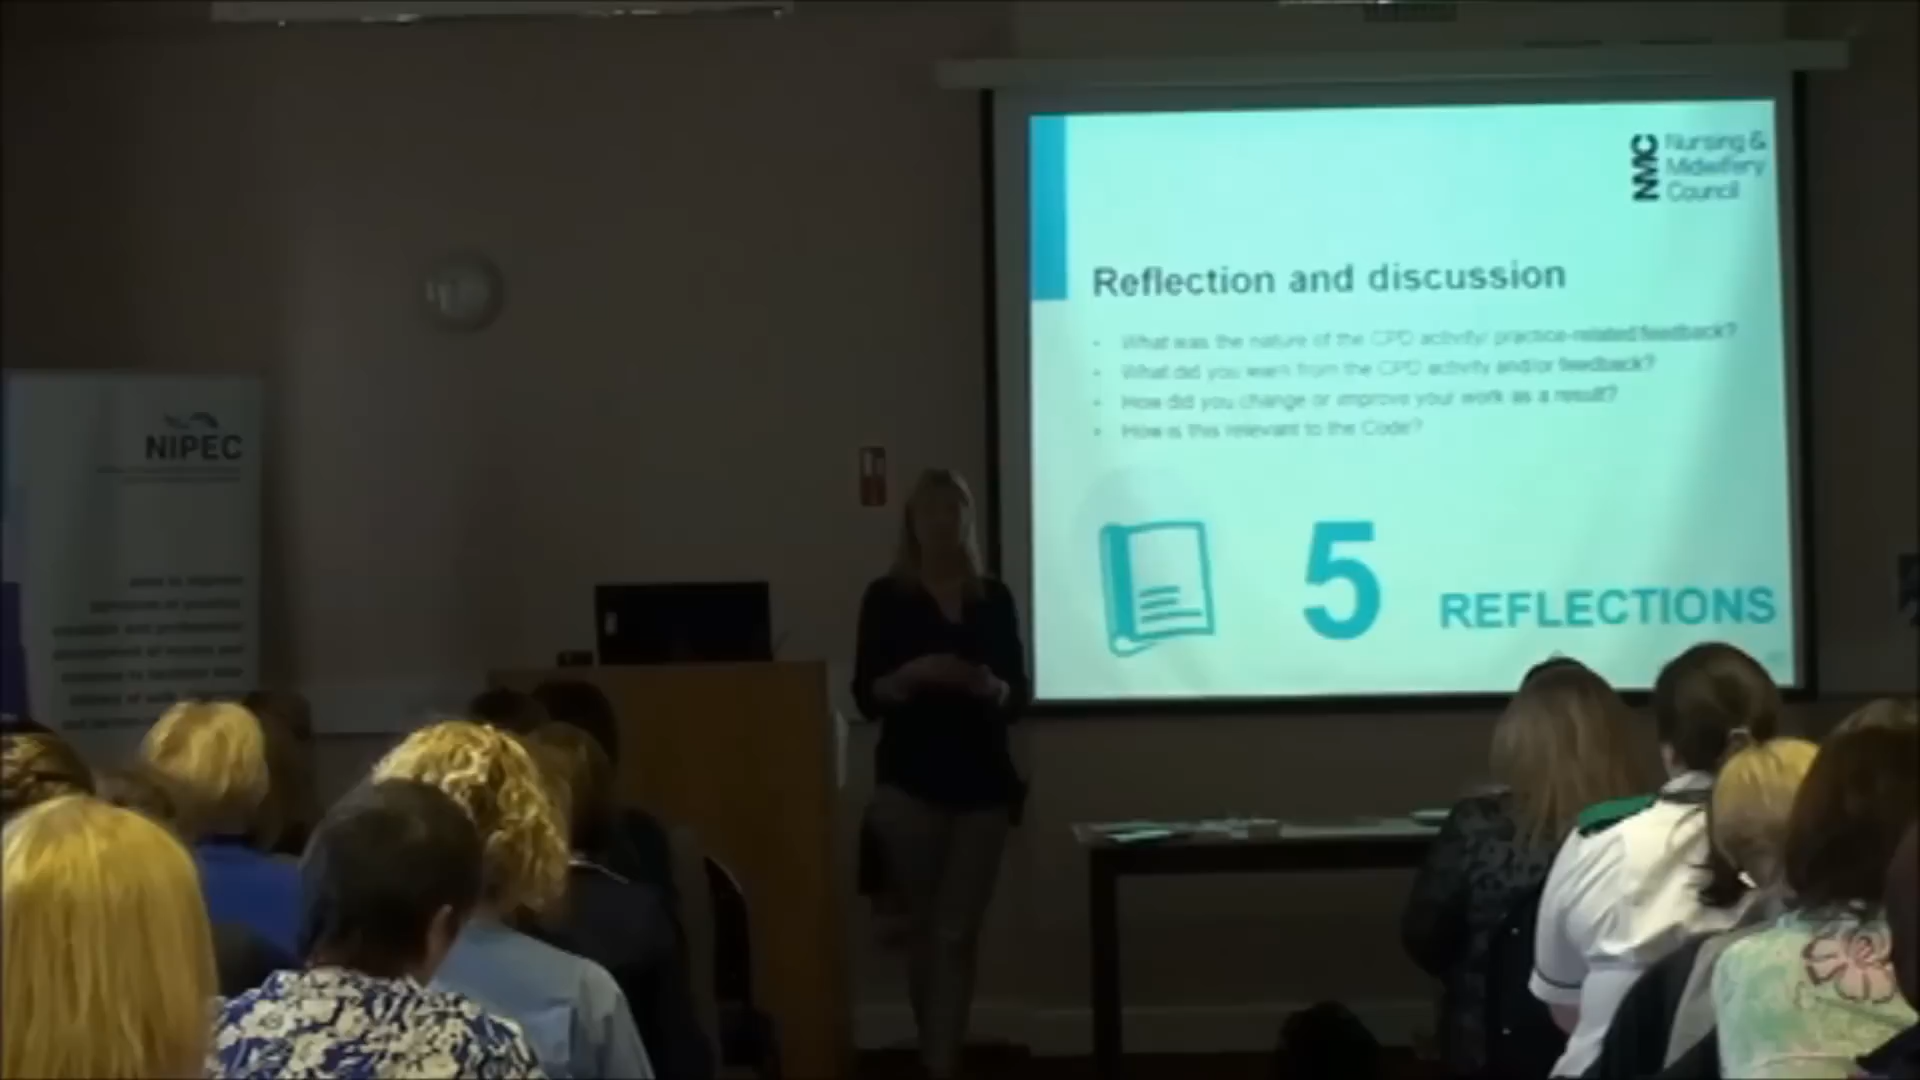 NMC Nursing &
Midwifery
Council
Reflection and discussion
What was the nature of the CPD activity/ practice-related feedback?
What did you learn from the CPD activity and/or feedback?
How did you change or improve your work as a result?
How is this relevant to the Code?
5 REFLECTIONS
NIPEC